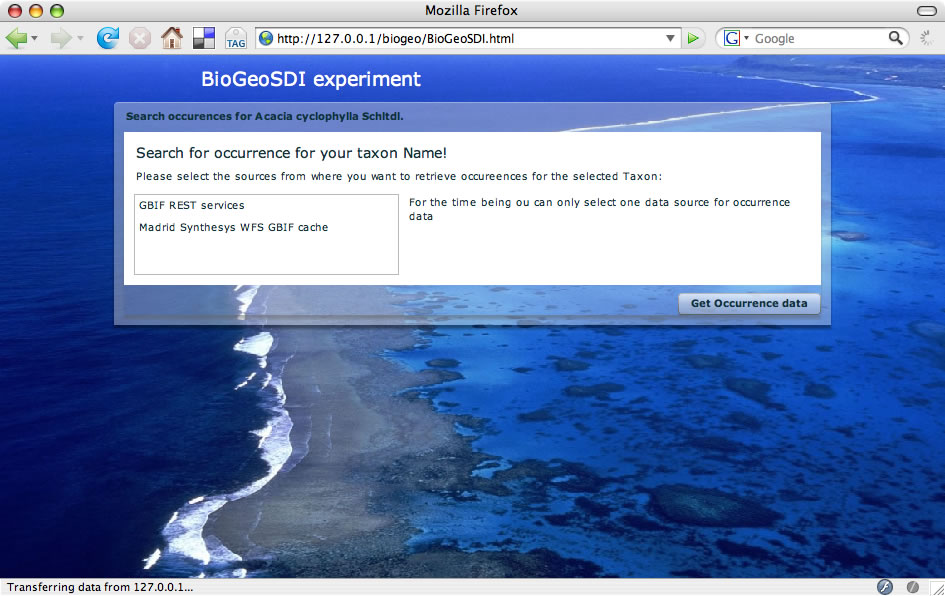 Mozilla Firefox
TAG
http://127.0.0.1/biogeo/BioGeoSDI.html
G
Google
BioGeoSDI experiment
Search occurences for Acacia cyclophylla Schltdl.
Search for occurrence for your taxon Name!
Please select the sources from where you want to retrieve occureences for the selected Taxon:
GBIF REST services
Madrid Synthesys WFS GBIF cache
For the time being ou can only select one data source for occurrence
data
Get Occurrence data
Transferring data from 127.0.0.1...